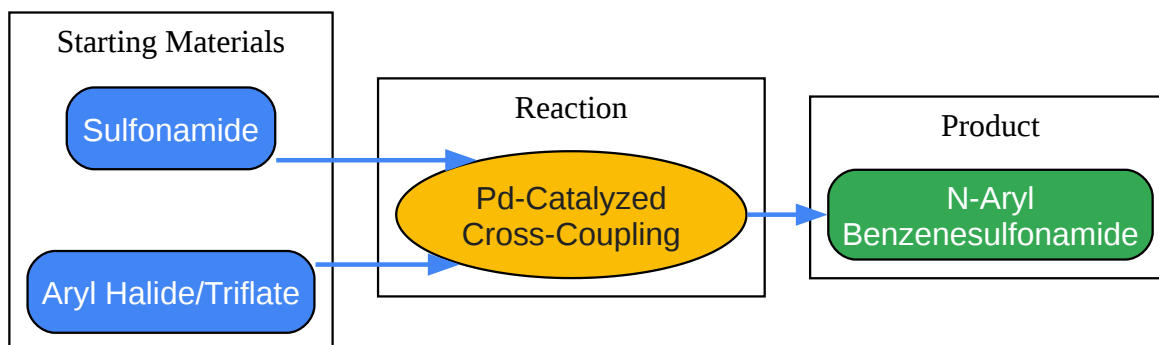 Starting Materials
Sulfonamide
Aryl Halide/Triflate
Reaction
Pd-Catalyzed
Cross-Coupling
Product
N-Aryl
Benzenesulfonamide